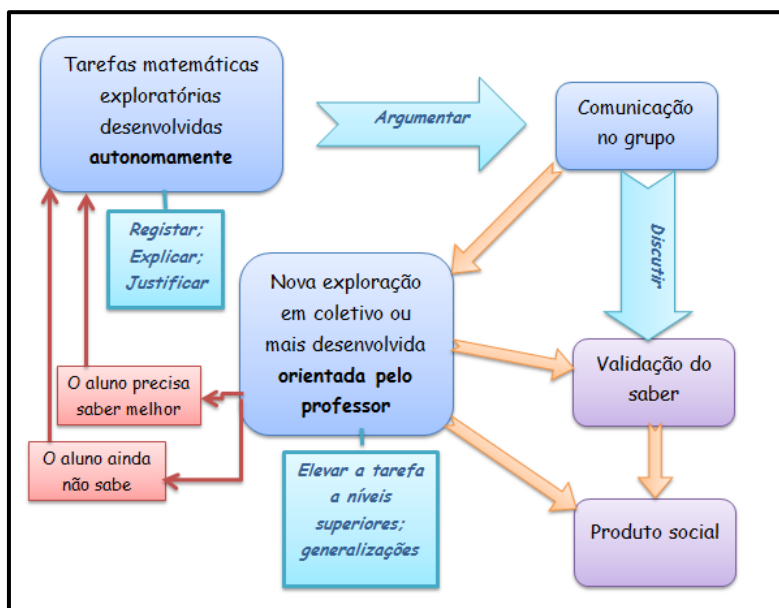 Tarefas matemáticas
exploratórias
desenvolvidas
autonomamente
Argumentar
Comunicação
no grupo
Registar;
Explicar;
Justificar
Discutir
Nova exploração
em coletivo ou
mais desenvolvida
orientada pelo
professor
Validação do
saber
O aluno precisa
saber melhor
O aluno ainda
não sabe
Elevar a tarefa
a níveis
superiores;
generalizações
Produto social